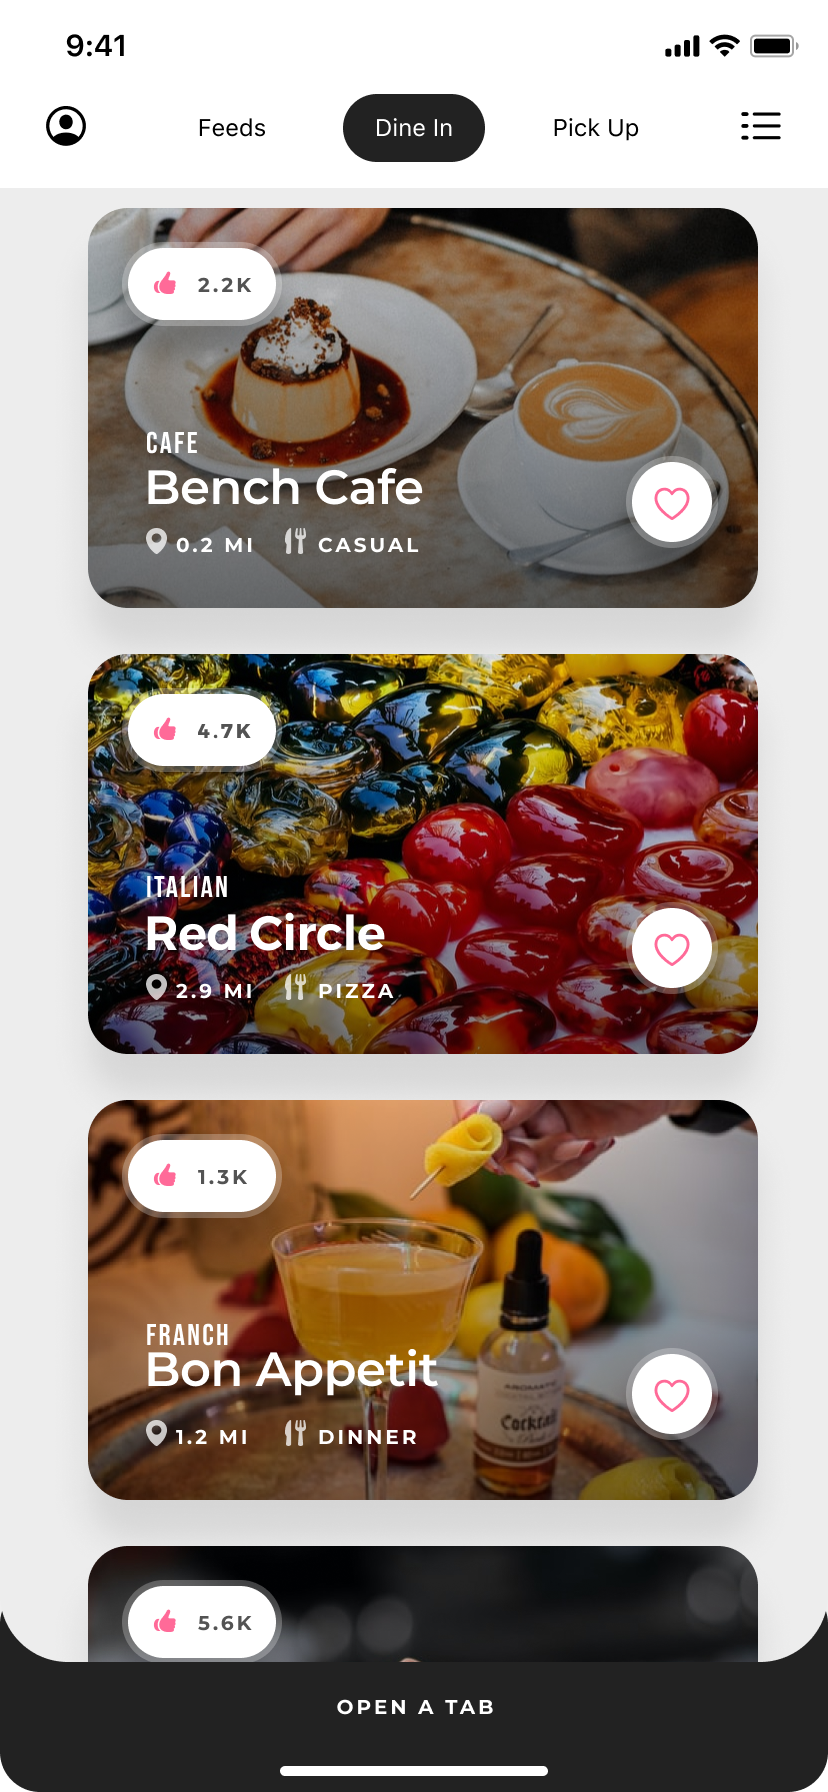 9:41
Feeds
Dine In
Pick Up
2.2K
CAFE
Bench Cafe
0.2 MI CASUAL
4.7K
ITALIAN
Red Circle
2.9 MI PIZZA
1.3K
FRANCH
Bon Appetit
1.2 MI DINNER
AROMATIC
Cocktail
5.6K
OPEN A TAB